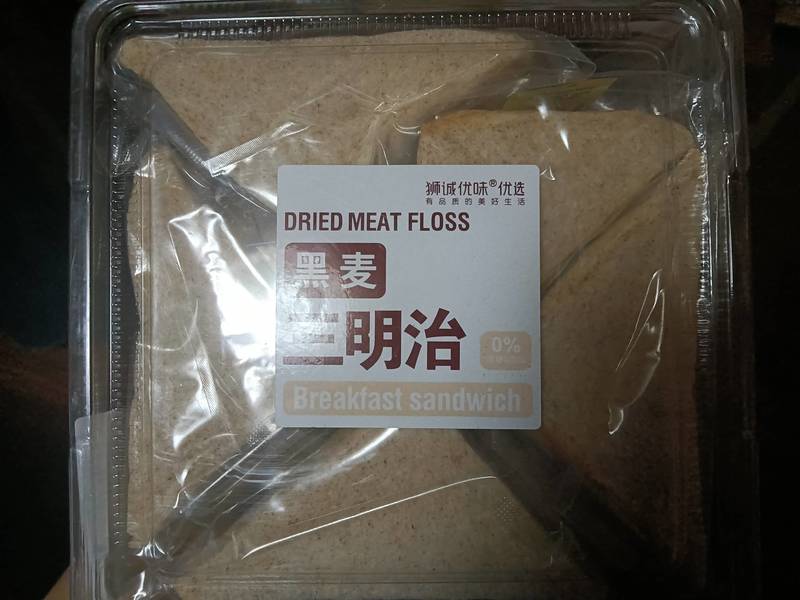 狮诚优味®优选
有品质的美好生活
DRIED MEAT FLOSS
黑麦
三明治
0%
Breakfast sandwich